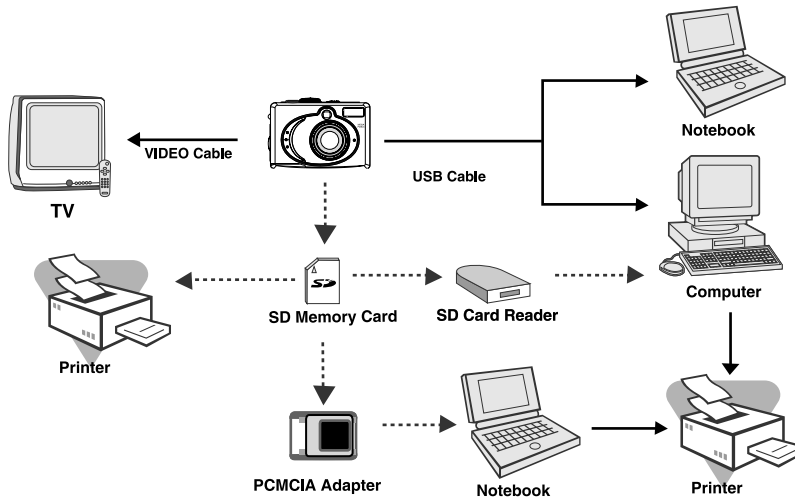 Notebook
VIDEO Cable
USB Cable
TV
SD
SD Memory Card
SD Card Reader
Computer
Printer
PCMCIA Adapter
Notebook
Printer